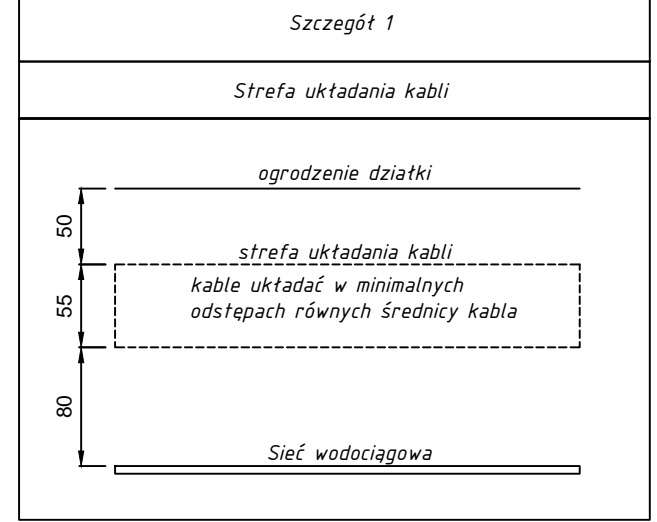 Szczegół 1
Strefa układania kabli
ogrodzenie działki
50
strefa układania kabli
kable układać w minimalnych
odstępach równych średnicy kabla
55
80
Sieć wodociągowa